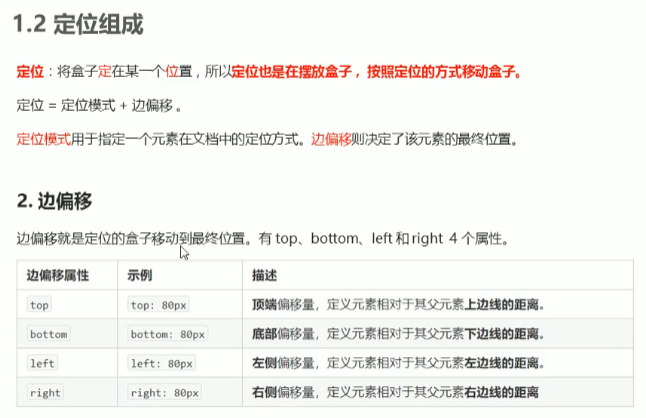 1.2 定位组成
定位：将盒子定在某一个位置，所以定位也是在摆放盒子， 按照定位的方式移动盒子。
定位 = 定位模式 + 边偏移 。
定位模式用于指定一个元素在文档中的定位方式。边偏移则决定了该元素的最终位置。
2. 边偏移
边偏移就是定位的盒子移动到最终位置。有 top、bottom、left 和 right 4 个属性。
边偏移属性 示例 描述
top top: 80px 顶端偏移量，定义元素相对于其父元素上边线的距离。
bottom bottom: 80px 底部偏移量，定义元素相对于其父元素下边线的距离。
left left: 80px 左侧偏移量，定义元素相对于其父元素左边线的距离。
right right: 80px 右侧偏移量，定义元素相对于其父元素右边线的距离